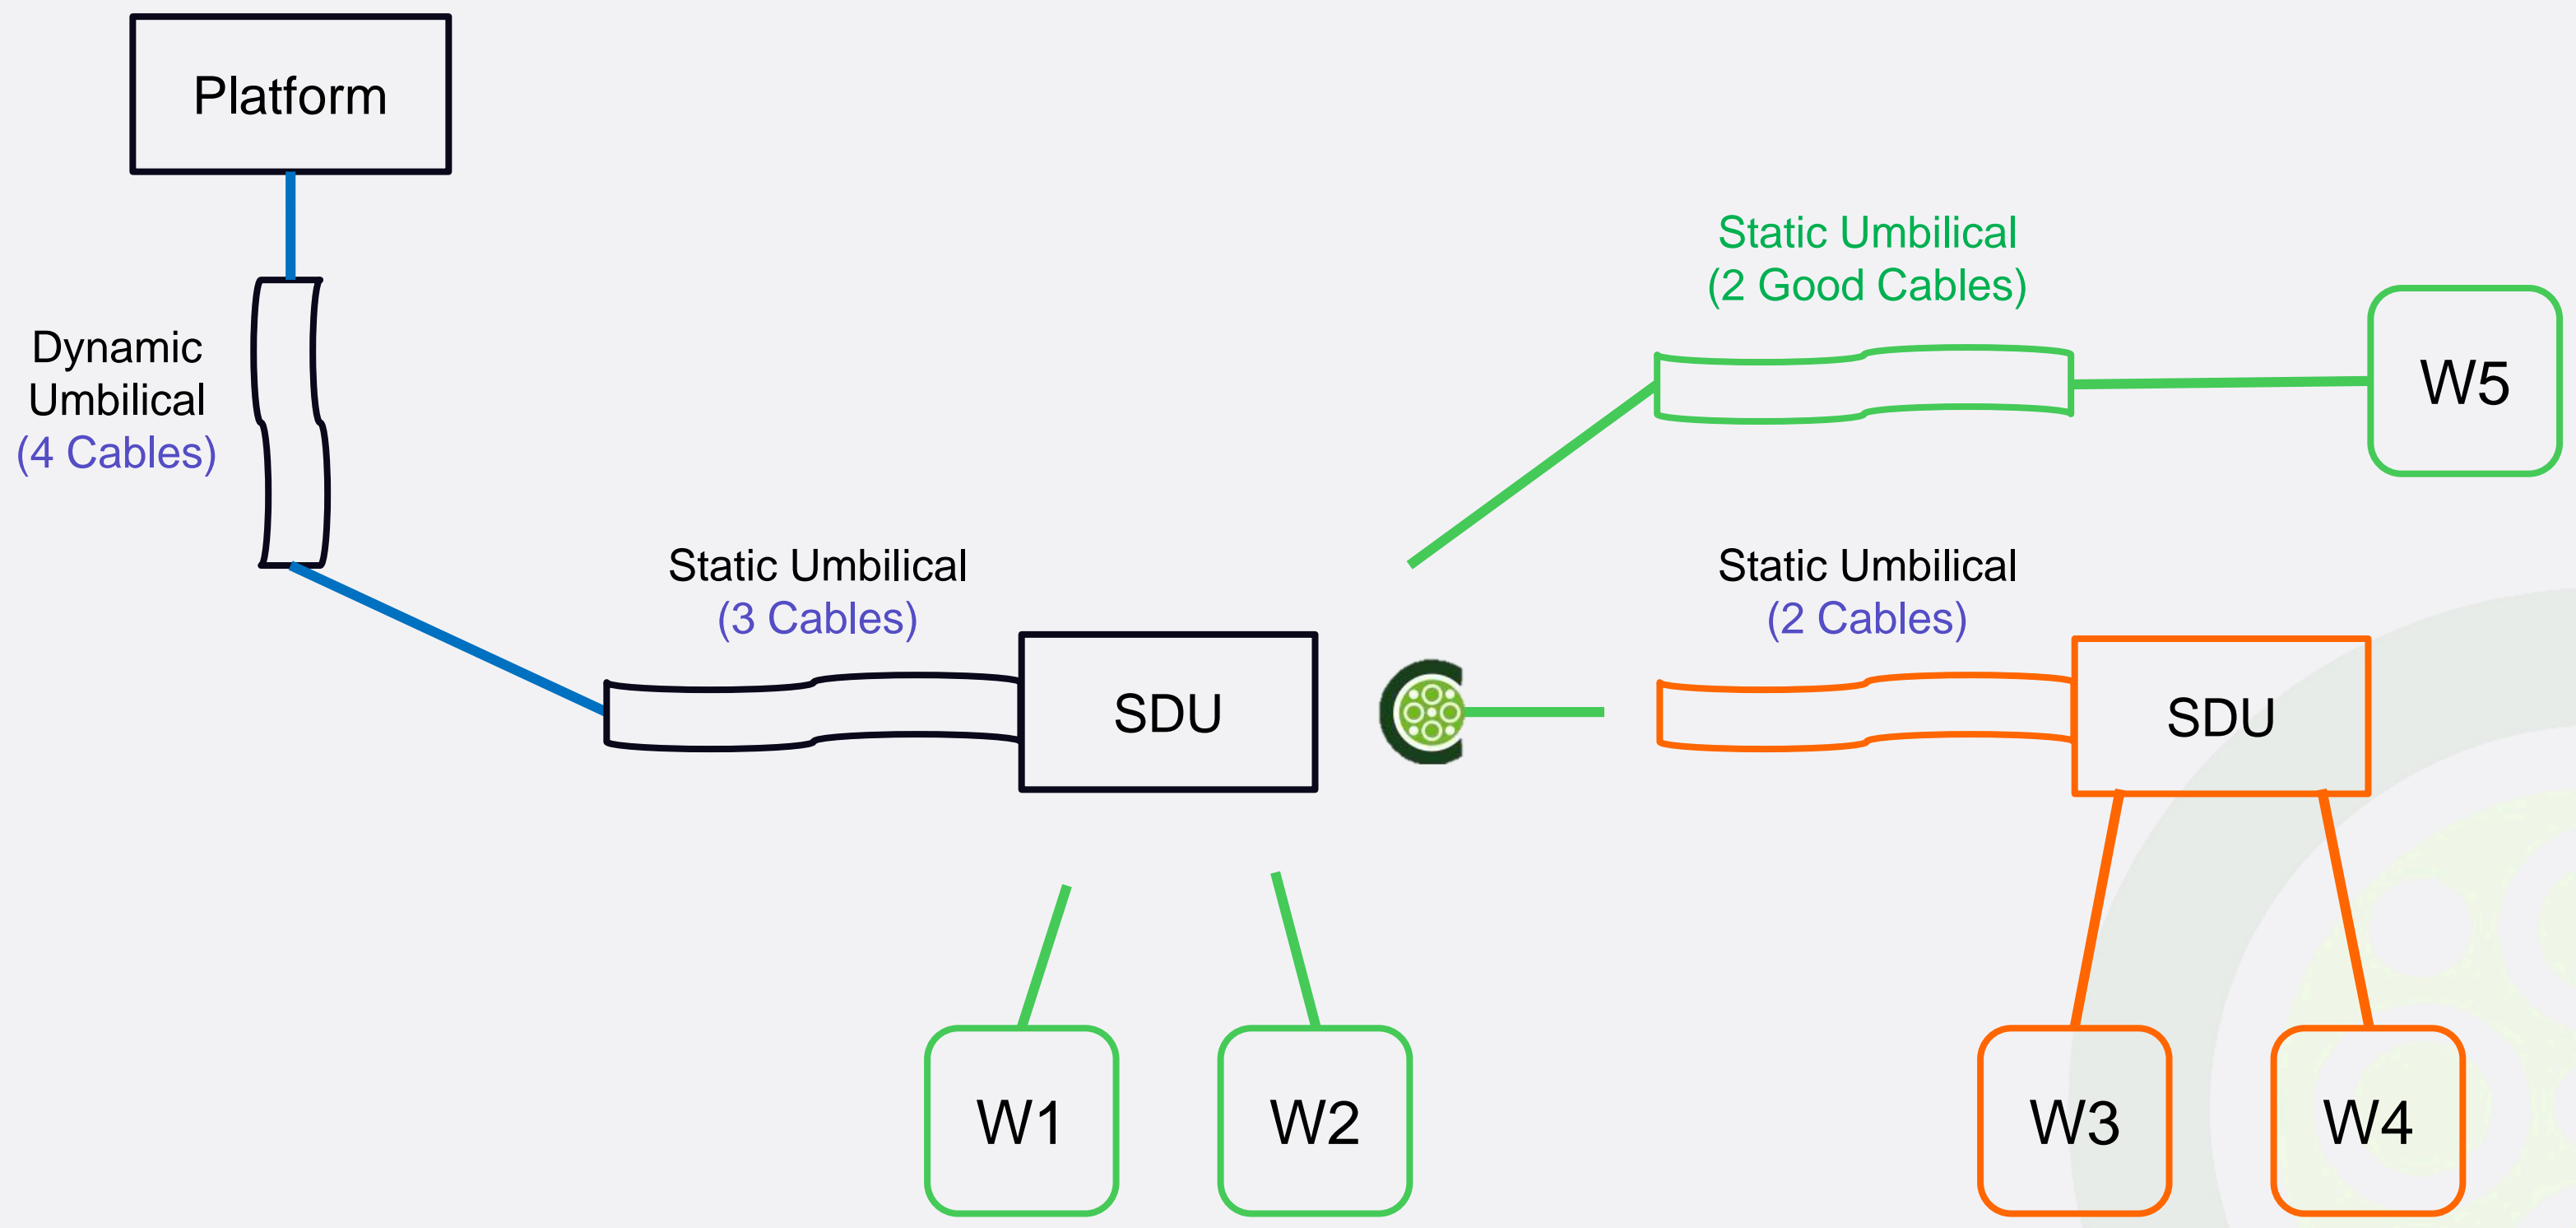 Platform
Static Umbilical
(2 Good Cables)
W5
Dynamic
Umbilical
(4 Cables)
Static Umbilical
(3 Cables)
Static Umbilical
(2 Cables)
SDU
SDU
W1
W2
W3
W4